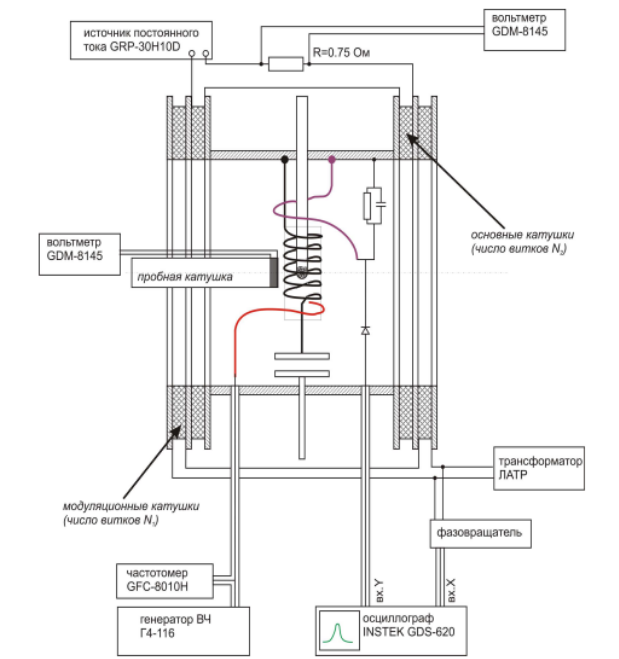 источник постоянного
тока GRP-30H10D
вольтметр
GDM-8145
R=0.75 Ом
основные катушки
(число витков N₀)
вольтметр
GDM-8145
пробная катушка
модуляционные катушки
(число витков N₁)
трансформатор
ЛАТР
фазовращатель
частотомер
GFC-8010H
генератор ВЧ
Г4-116
вх.Y
вх.X
осциллограф
INSTEK GDS-620